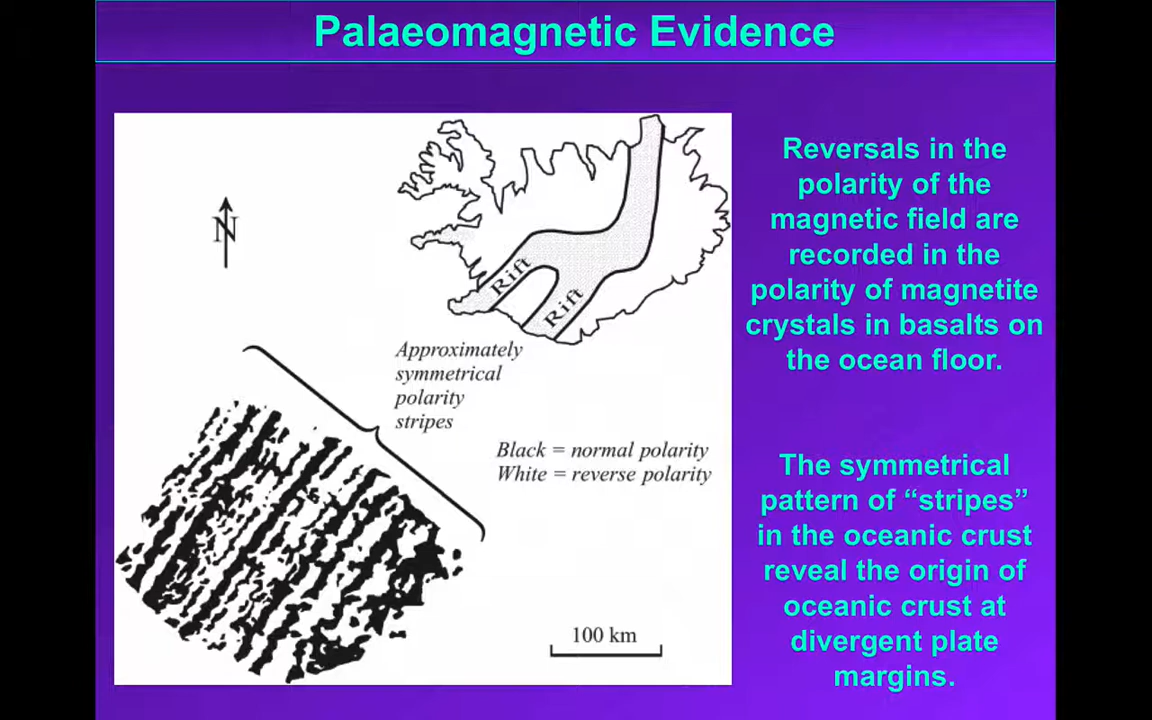 Palaeomagnetic Evidence
N
Rift
Rift
Approximately
symmetrical
polarity
stripes
Black = normal polarity
White = reverse polarity
100 km
Reversals in the
polarity of the
magnetic field are
recorded in the
polarity of magnetite
crystals in basalts on
the ocean floor.
The symmetrical
pattern of “stripes”
in the oceanic crust
reveal the origin of
oceanic crust at
divergent plate
margins.